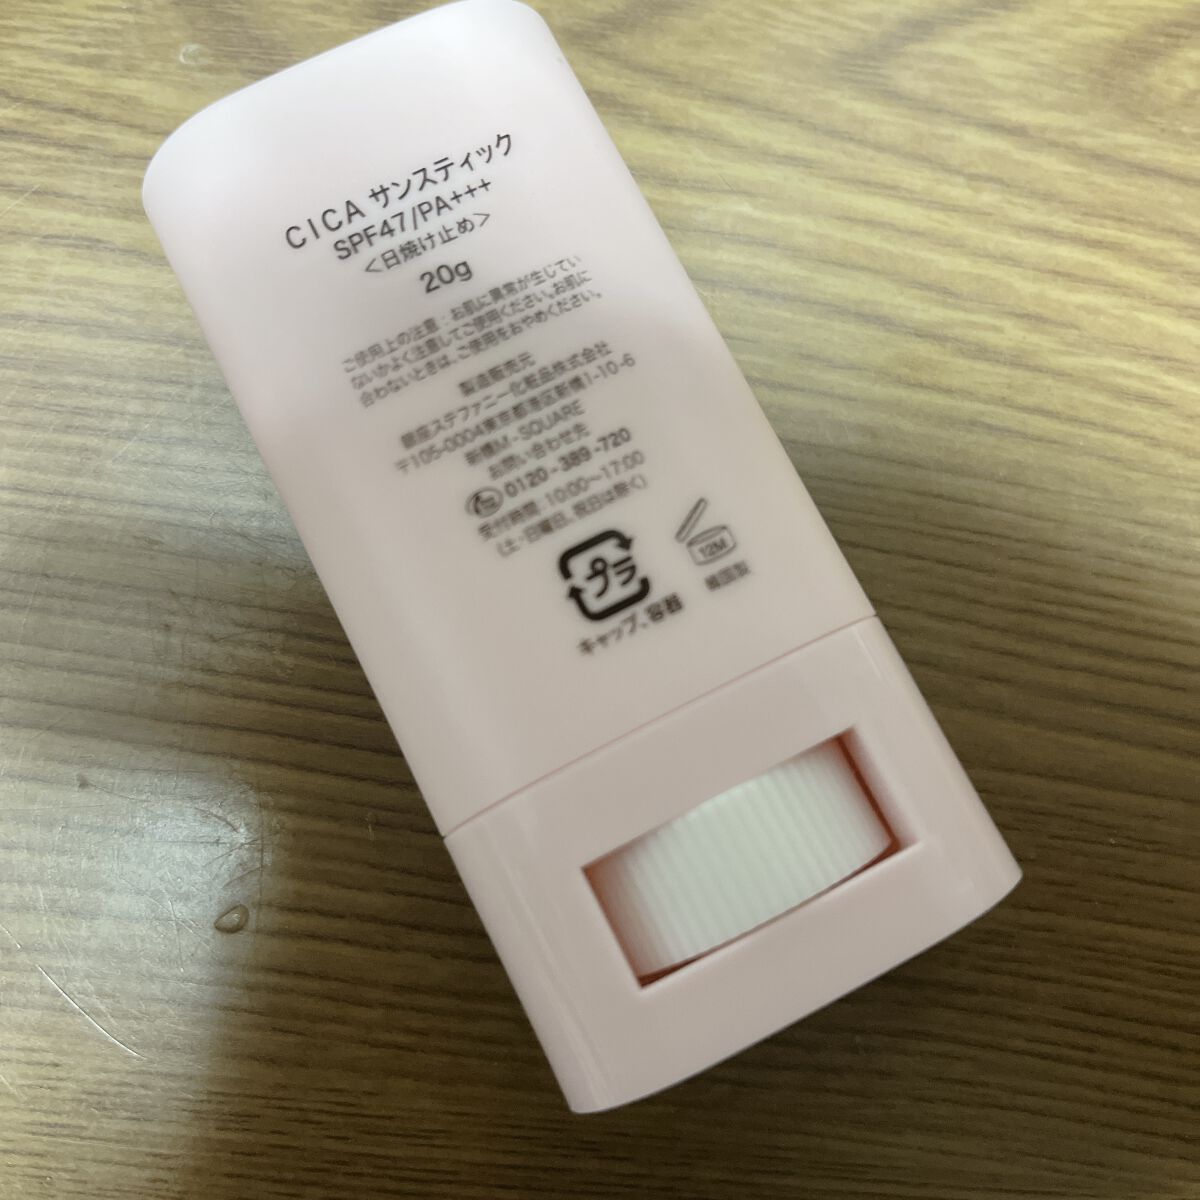 CICA サンスティック
SPF47/PA+++
<日焼け止め>
20g
ご使用上の注意：お肌に異常が生じてい
ないかよく注意してご使用ください。お肌に
合わないときは、ご使用をおやめください。
製造販売元
銀座ステファニー化粧品株式会社
〒105-0004東京都港区新橋1-10-6
新橋M-SQUARE
お問い合わせ先
0120-389-720
受付時間：10:00〜17:00
(土・日曜日、祝日は除く)
プラ
キャップ、容器
12M
韓国製